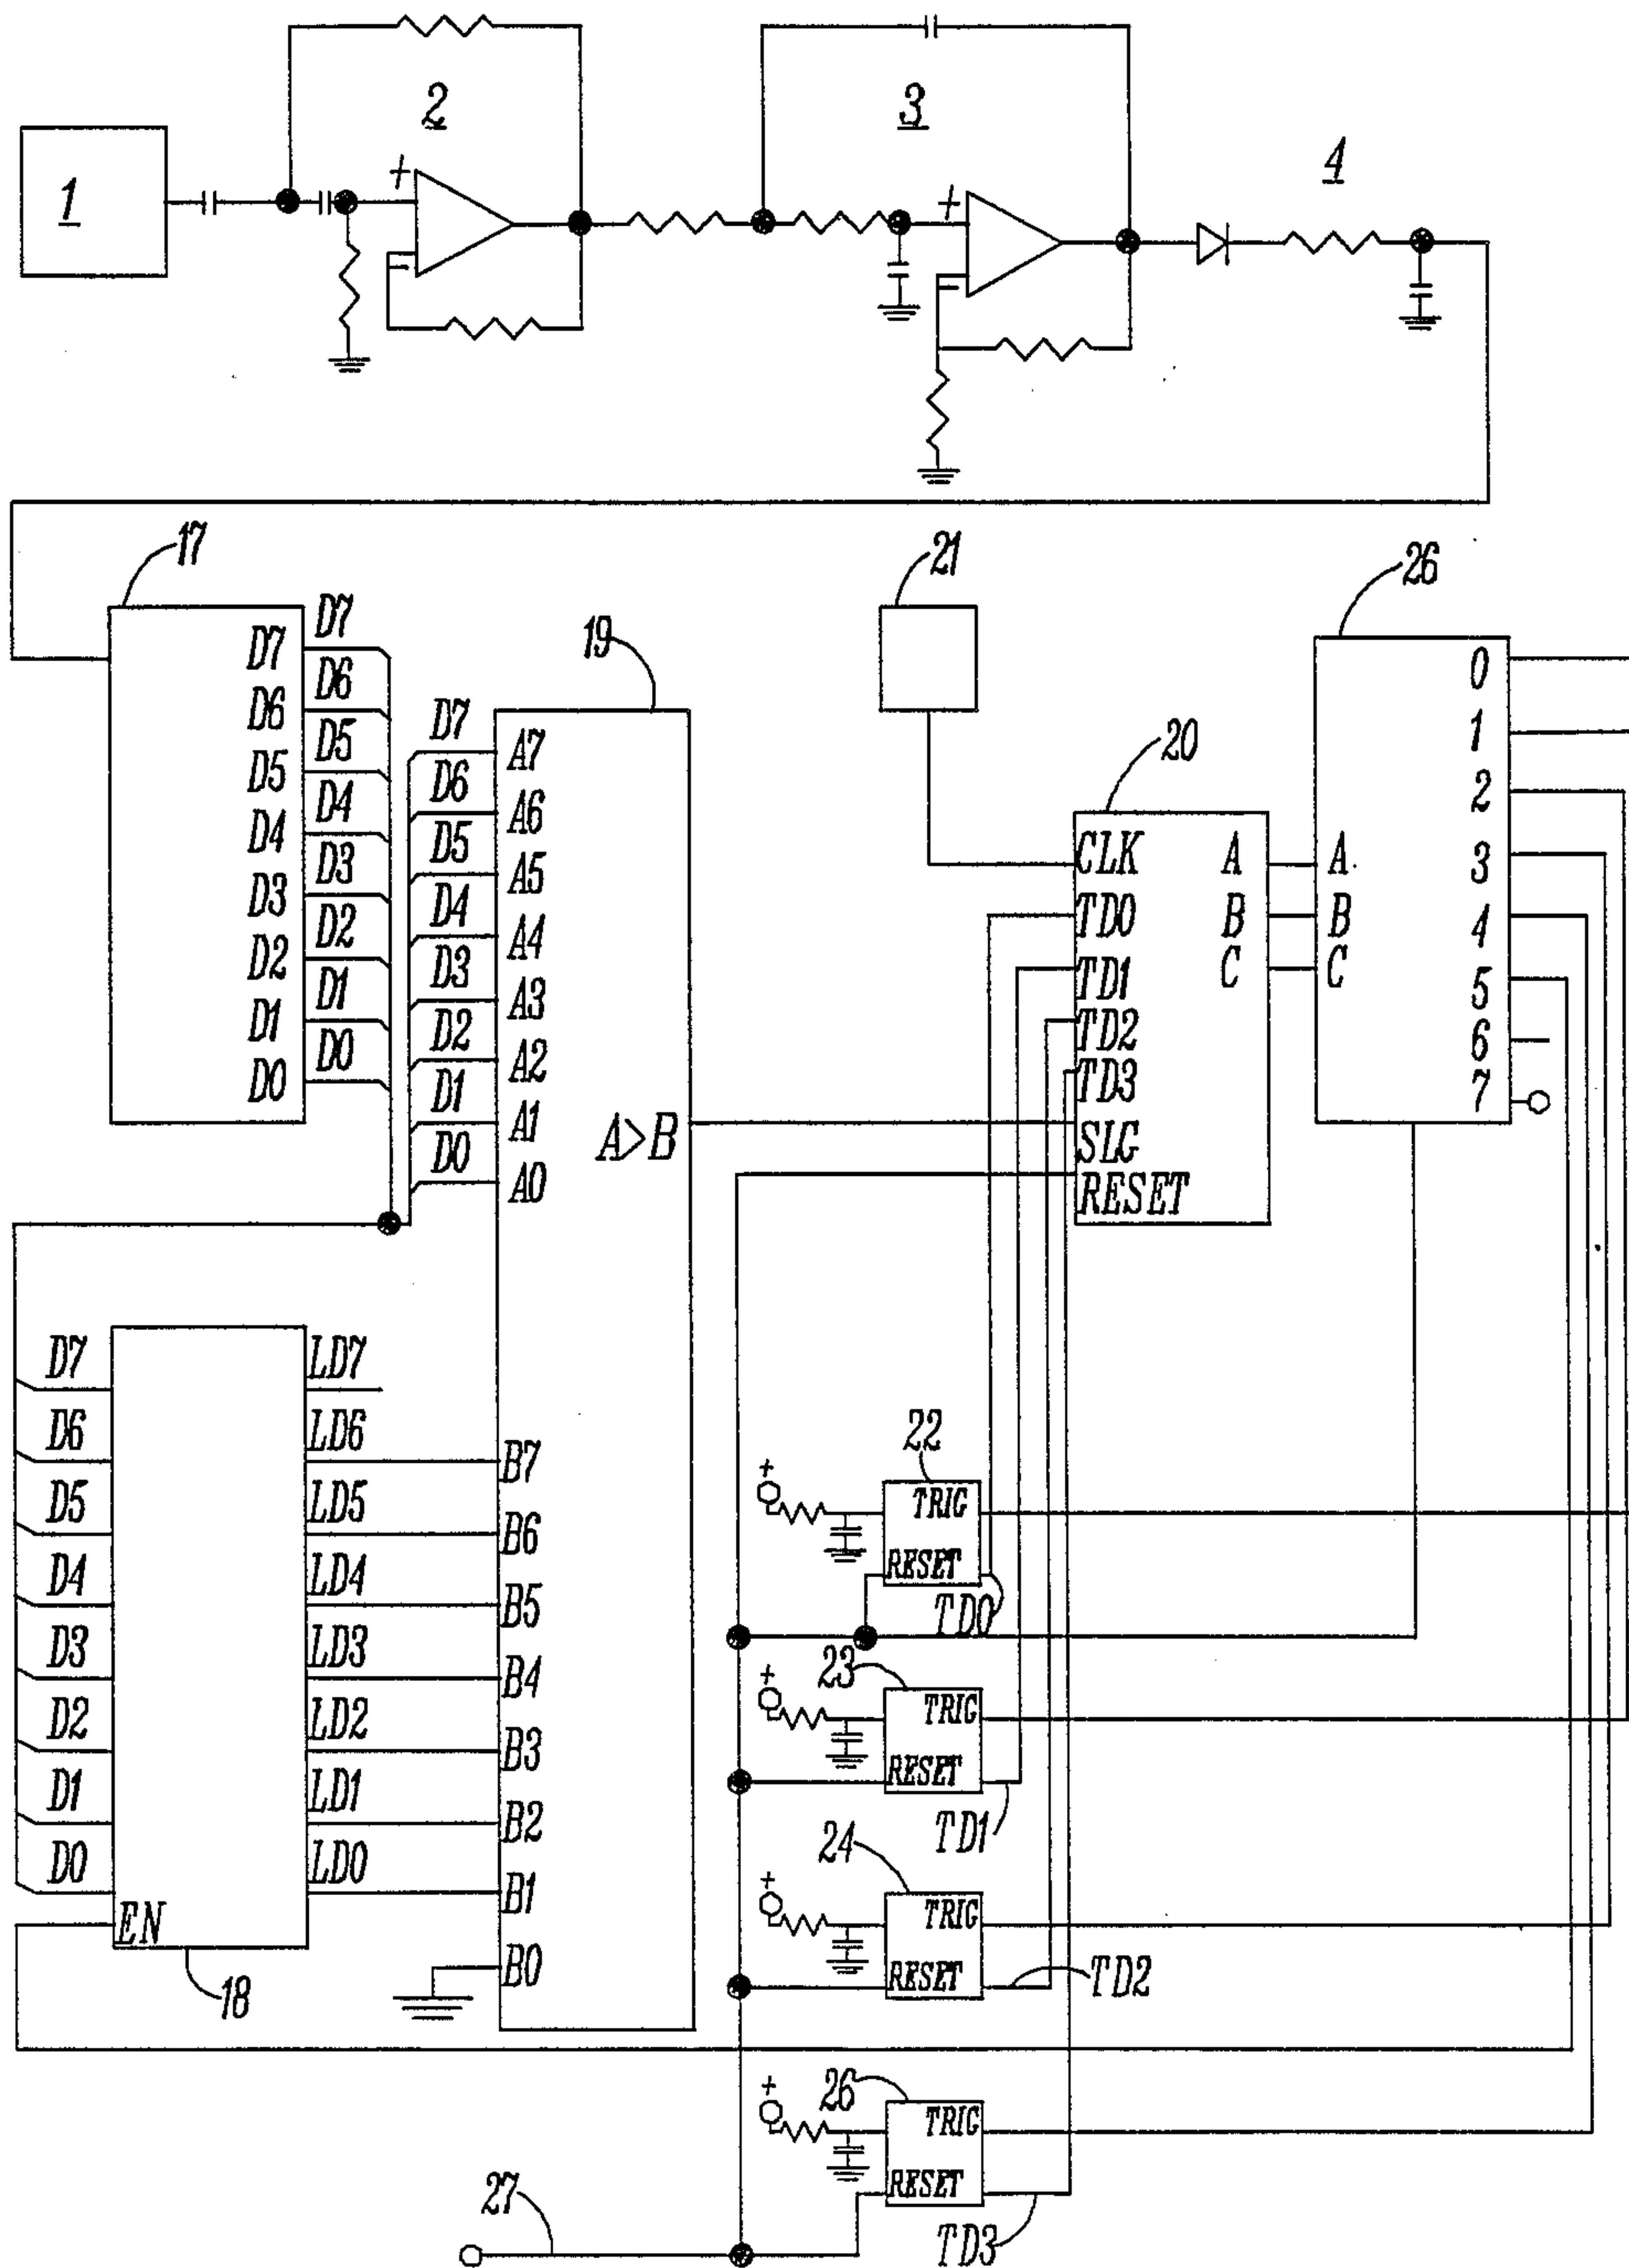 1
2
3
4
+
+
17
D7
D6
D5
D4
D3
D2
D1
D0
D7
D6
D5
D4
D3
D2
D1
D0
19
D7
D6
D5
D4
D3
D2
D1
D0
A7
A6
A5
A4
A3
A2
A1
A0
A>B
21
20
CLK
TD0
TD1
TD2
TD3
SLG
RESET
A
B
C
26
A
B
C
0
1
2
3
4
5
6
7
D7
D6
D5
D4
D3
D2
D1
D0
EN
18
LD7
LD6
LD5
LD4
LD3
LD2
LD1
LD0
B7
B6
B5
B4
B3
B2
B1
B0
+
22
TRIG
RESET
TD0
+
23
TRIG
RESET
TD1
+
24
TRIG
RESET
TD2
+
26
TRIG
RESET
TD3
27